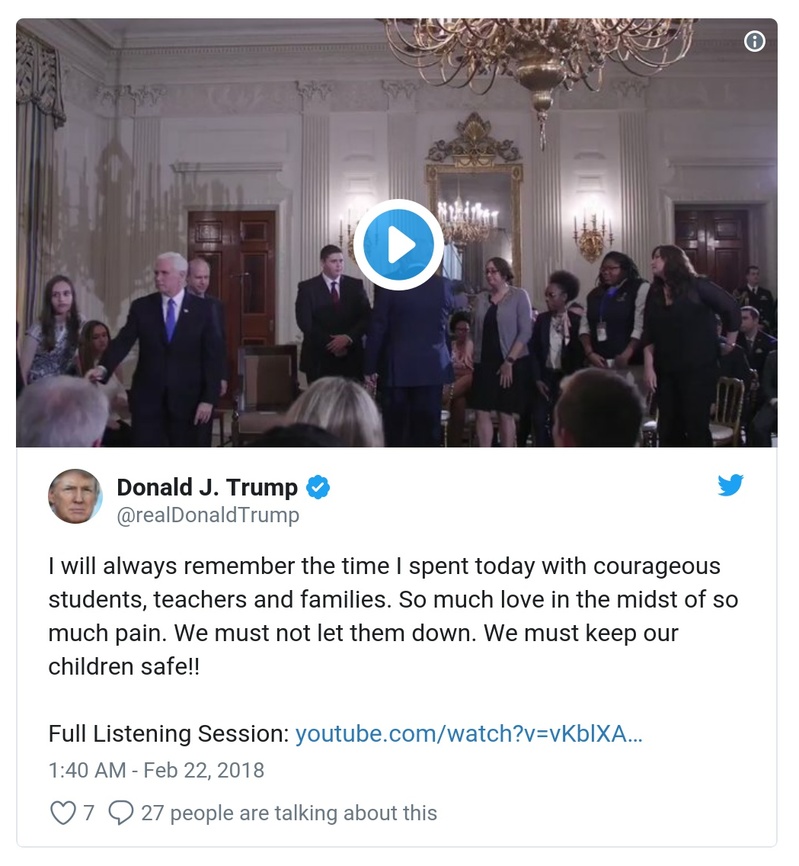 Donald J. Trump
@realDonaldTrump
I will always remember the time I spent today with courageous
students, teachers and families. So much love in the midst of so
much pain. We must not let them down. We must keep our
children safe!!
Full Listening Session: youtube.com/watch?v=vKblXA…
1:40 AM - Feb 22, 2018
7 27 people are talking about this